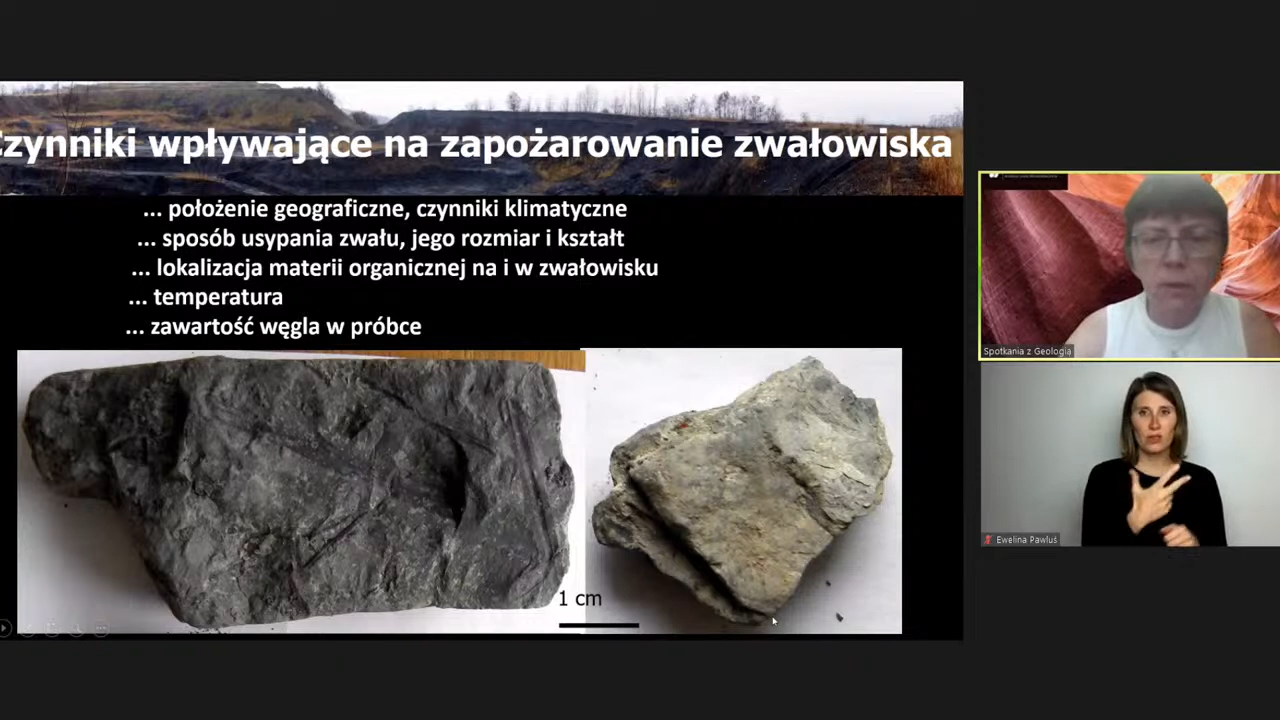 Czynniki wpływające na zapożarowanie zwałowiska
... położenie geograficzne, czynniki klimatyczne
... sposób usypania zwału, jego rozmiar i kształt
... lokalizacja materii organicznej na i w zwałowisku
... temperatura
... zawartość węgla w próbce
1 cm
Spotkania z Geologią
Ewelina Pawluś